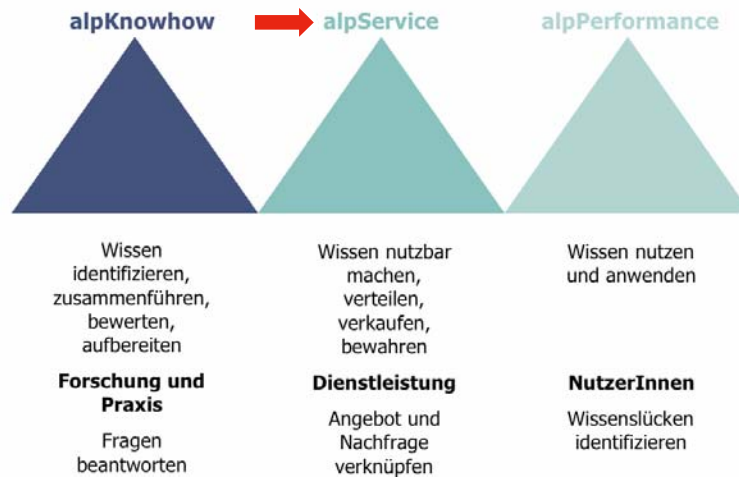 alpKnowhow
alpService
alpPerformance
Wissen
identifizieren,
zusammenführen,
bewerten,
aufbereiten
Forschung und
Praxis
Fragen
beantworten
Wissen nutzbar
machen,
verteilen,
verkaufen,
bewahren
Dienstleistung
Angebot und
Nachfrage
verknüpfen
Wissen nutzen
und anwenden
NutzerInnen
Wissenslücken
identifizieren